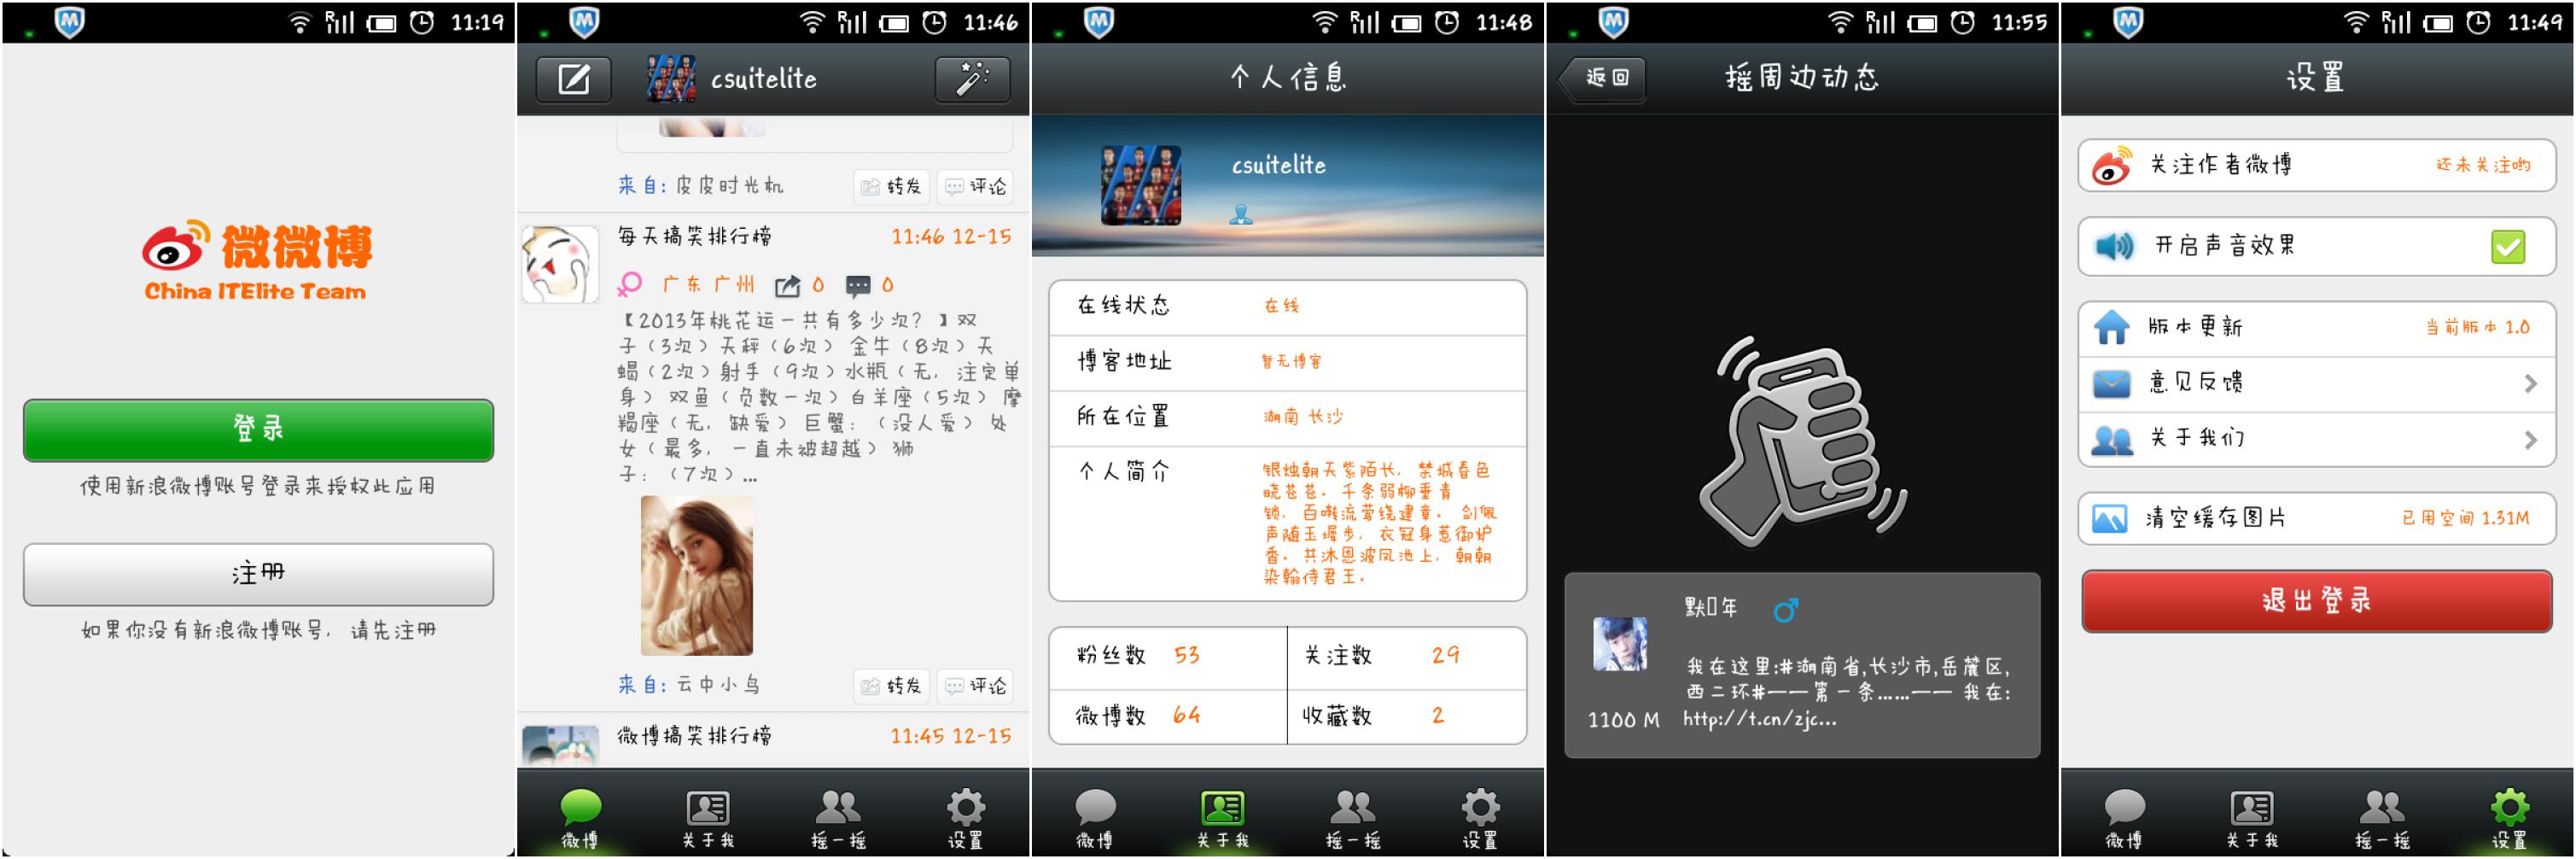 11:19
微微博
China ITElite Team
登录
使用新浪微博账号登录来授权此应用
注册
如果你没有新浪微博账号，请先注册
11:46
csuitelite
来自: 皮皮时光机
转发
评论
每天搞笑排行榜
11:46 12-15
广东 广州
0
0
【2013年桃花运一共有多少次？】双
子（3次）天秤（6次） 金牛（8次）天
蝎（2次）射手（9次）水瓶（无，注定单
身） 双鱼（负数一次）白羊座（5次） 摩
羯座（无，缺爱） 巨蟹：（没人爱） 处
女（最多，一直未被超越） 狮
子：（7次）...
来自: 云中小鸟
转发
评论
微博搞笑排行榜
11:45 12-15
微博
关于我
摇一摇
设置
11:48
个人信息
csuitelite
在线状态
在线
博客地址
暂无博客
所在位置
湖南 长沙
个人简介
银烛朝天紫陌长，禁城春色
晓苍苍。千条弱柳垂青
锁，百啭流莺绕建章。 剑佩
声随玉墀步，衣冠身惹御炉
香。共沐恩波凤池上，朝朝
染翰侍君王。
粉丝数 53
关注数 29
微博数 64
收藏数 2
微博
关于我
摇一摇
设置
11:55
返回
摇周边动态
默▯年
我在这里:#湖南省,长沙市,岳麓区,
西二环#——第一条......—— 我在:
http://t.cn/zjc...
1100 M
11:49
设置
关注作者微博
还未关注哟
开启声音效果
版本更新
当前版本 1.0
意见反馈
关于我们
清空缓存图片
已用空间 1.31M
退出登录
微博
关于我
摇一摇
设置